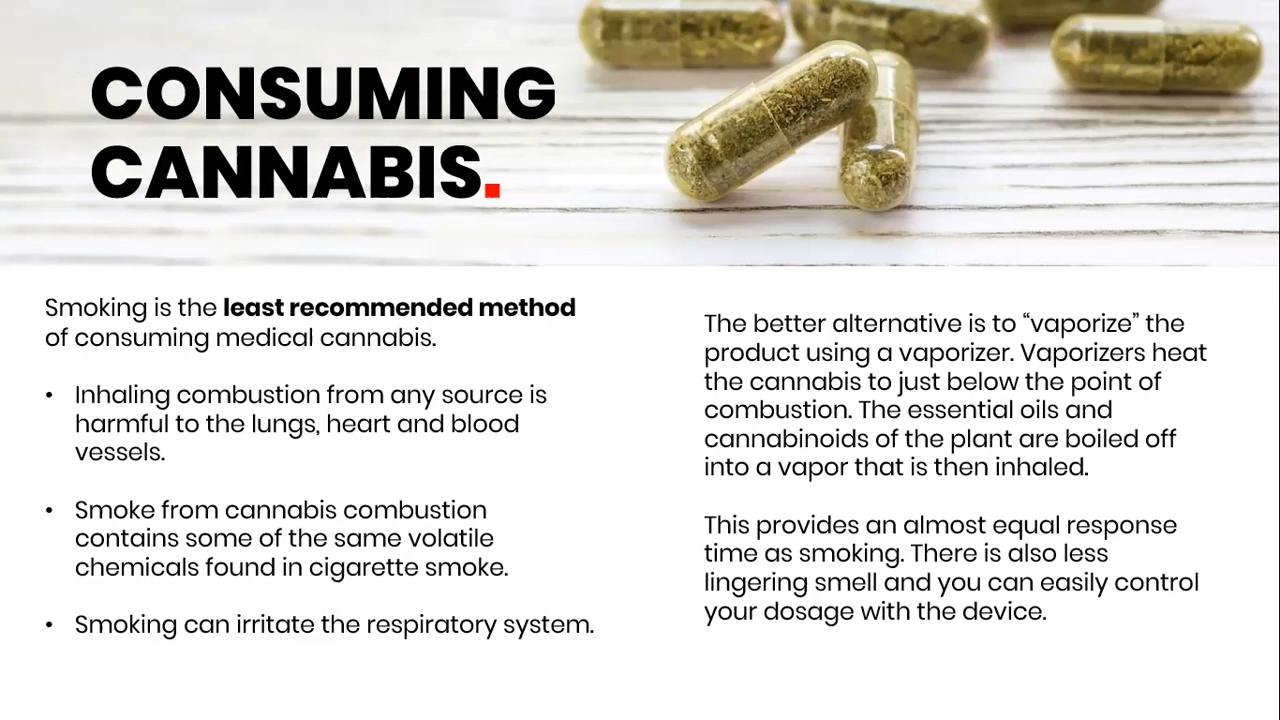 CONSUMING
CANNABIS.
Smoking is the least recommended method
of consuming medical cannabis.
• Inhaling combustion from any source is
harmful to the lungs, heart and blood
vessels.
• Smoke from cannabis combustion
contains some of the same volatile
chemicals found in cigarette smoke.
• Smoking can irritate the respiratory system.
The better alternative is to “vaporize” the
product using a vaporizer. Vaporizers heat
the cannabis to just below the point of
combustion. The essential oils and
cannabinoids of the plant are boiled off
into a vapor that is then inhaled.
This provides an almost equal response
time as smoking. There is also less
lingering smell and you can easily control
your dosage with the device.